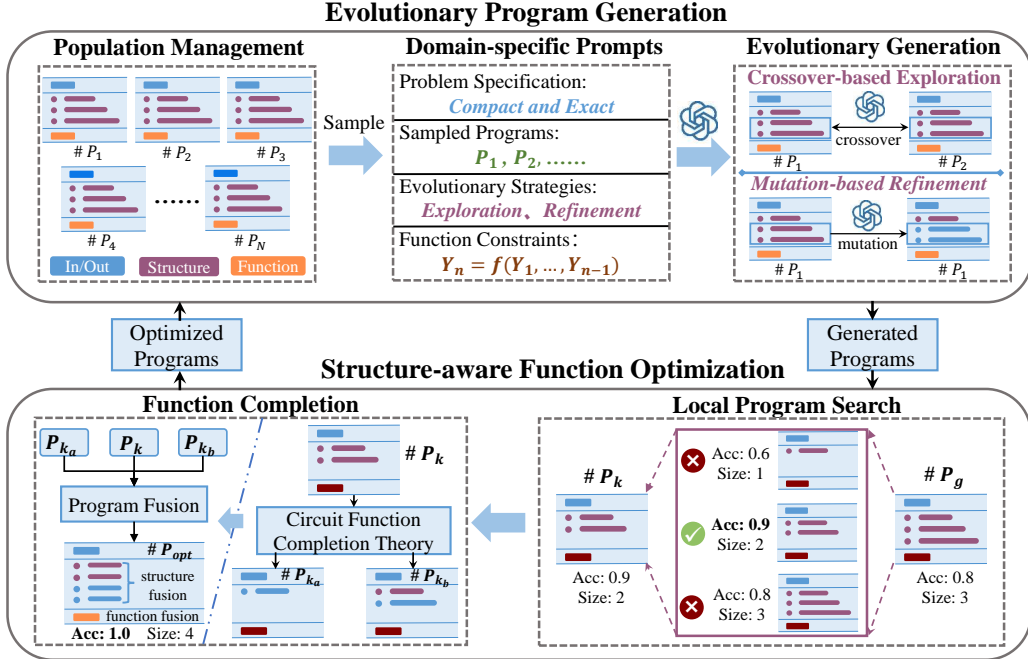 Evolutionary Program Generation
Population Management
# P1
# P2
# P3
# P4
......
# PN
In/Out
Structure
Function
Sample
Domain-specific Prompts
Problem Specification:
Compact and Exact
Sampled Programs:
P1 , P2, ......
Evolutionary Strategies:
Exploration、Refinement
Function Constraints：
Yn = f(Y1, ..., Yn−1)
Evolutionary Generation
Crossover-based Exploration
crossover
# P1
# P2
Mutation-based Refinement
mutation
# P1
# P1
Optimized
Programs
Generated
Programs
Structure-aware Function Optimization
Function Completion
Pka
Pk
Pkb
Program Fusion
# Popt
structure
fusion
function fusion
Acc: 1.0 Size: 4
# Pk
Circuit Function
Completion Theory
# Pka
# Pkb
Local Program Search
# Pk
Acc: 0.9
Size: 2
Acc: 0.6
Size: 1
Acc: 0.9
Size: 2
Acc: 0.8
Size: 3
# Pg
Acc: 0.8
Size: 3